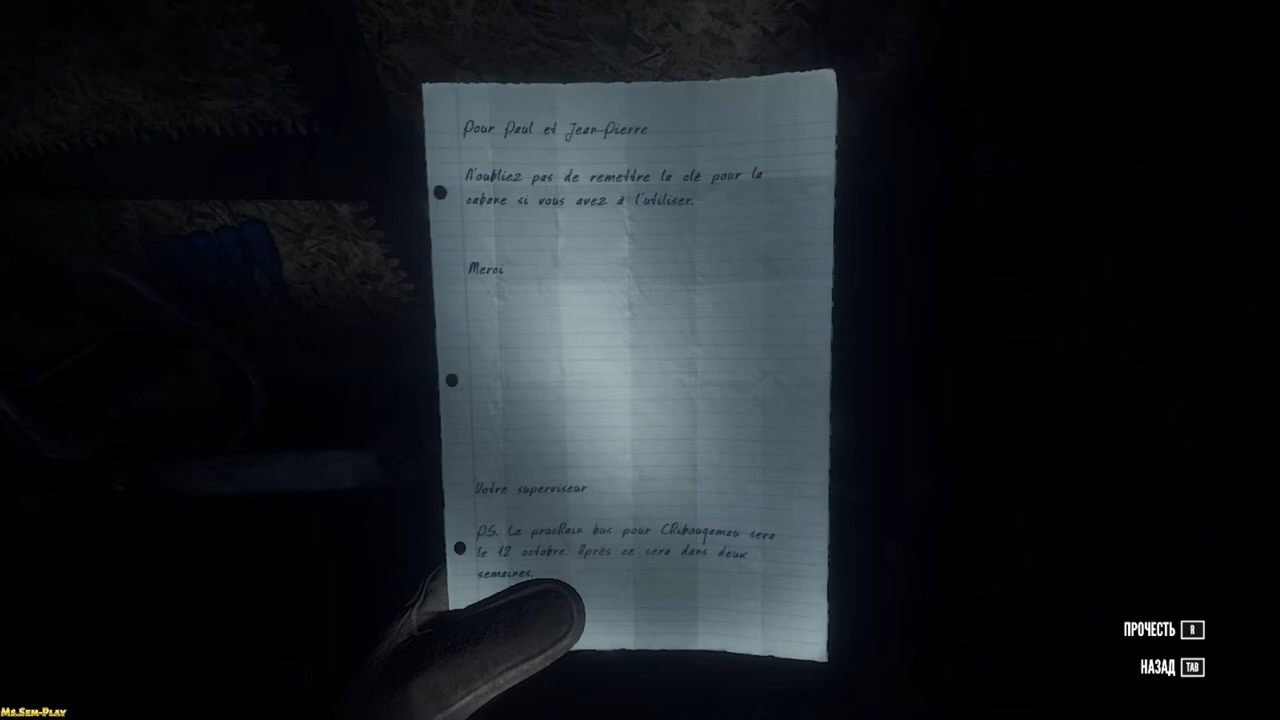 Pour Paul et Jean-Pierre
N'oubliez pas de remettre la clé pour la
cabane si vous avez à l'utiliser.
Merci
Votre superviseur
P.S. Le prochain bus pour Chibougamau sera
le 12 octobre. Après ce sera dans deux
semaines.
ПРОЧЕСТЬ R
НАЗАД TAB
Ms.Sem-Play